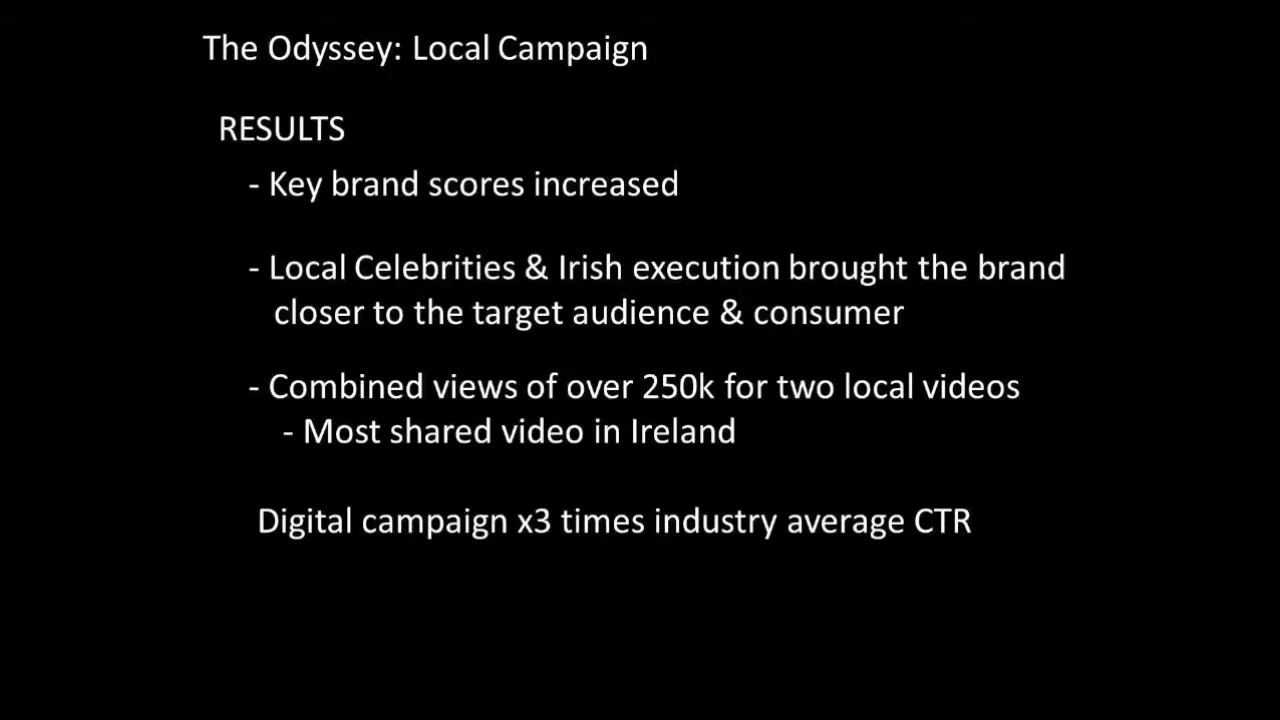 The Odyssey: Local Campaign
RESULTS
- Key brand scores increased
- Local Celebrities & Irish execution brought the brand
closer to the target audience & consumer
- Combined views of over 250k for two local videos
- Most shared video in Ireland
Digital campaign x3 times industry average CTR